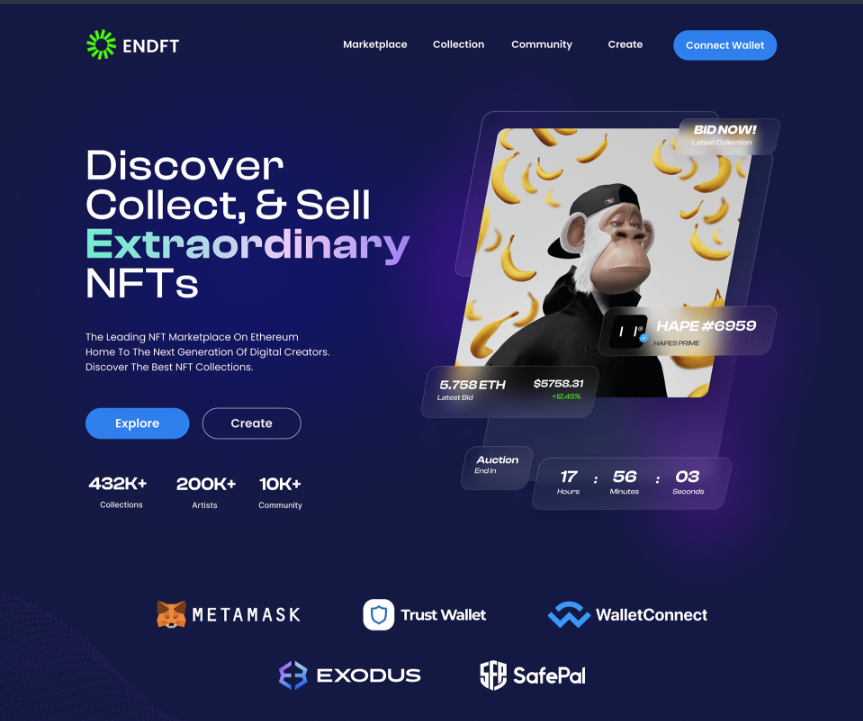 ENDFT
Marketplace Collection Community Create Connect Wallet
Discover
Collect, & Sell
Extraordinary
NFTs
The Leading NFT Marketplace On Ethereum
Home To The Next Generation Of Digital Creators.
Discover The Best NFT Collections.
Explore Create
432K+ 200K+ 10K+
Collections Artists Community
BID NOW!
Latest Collection
HAPE #6959
HAPES PRIME
5.758 ETH $5758.31
Latest Bid +12.45%
Auction
End in
17 : 56 : 03
Hours Minutes Seconds
METAMASK Trust Wallet WalletConnect
EXODUS SafePal